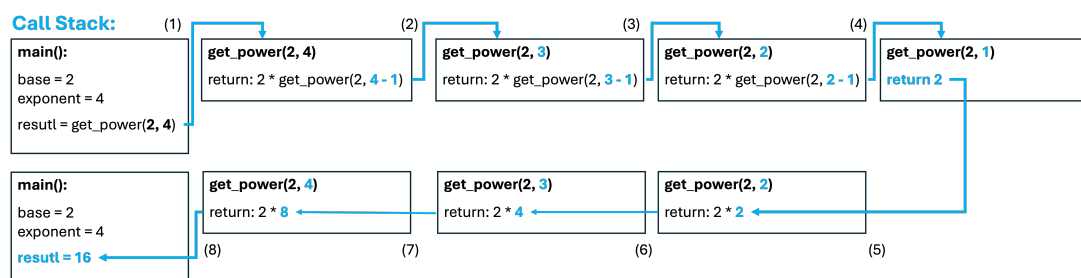 Call Stack:
(1)
(2)
(3)
(4)
main():
base = 2
exponent = 4
resutl = get_power(2, 4)
get_power(2, 4)
return: 2 * get_power(2, 4 - 1)
get_power(2, 3)
return: 2 * get_power(2, 3 - 1)
get_power(2, 2)
return: 2 * get_power(2, 2 - 1)
get_power(2, 1)
return 2
main():
base = 2
exponent = 4
resutl = 16
get_power(2, 4)
return: 2 * 8
get_power(2, 3)
return: 2 * 4
get_power(2, 2)
return: 2 * 2
(8)
(7)
(6)
(5)